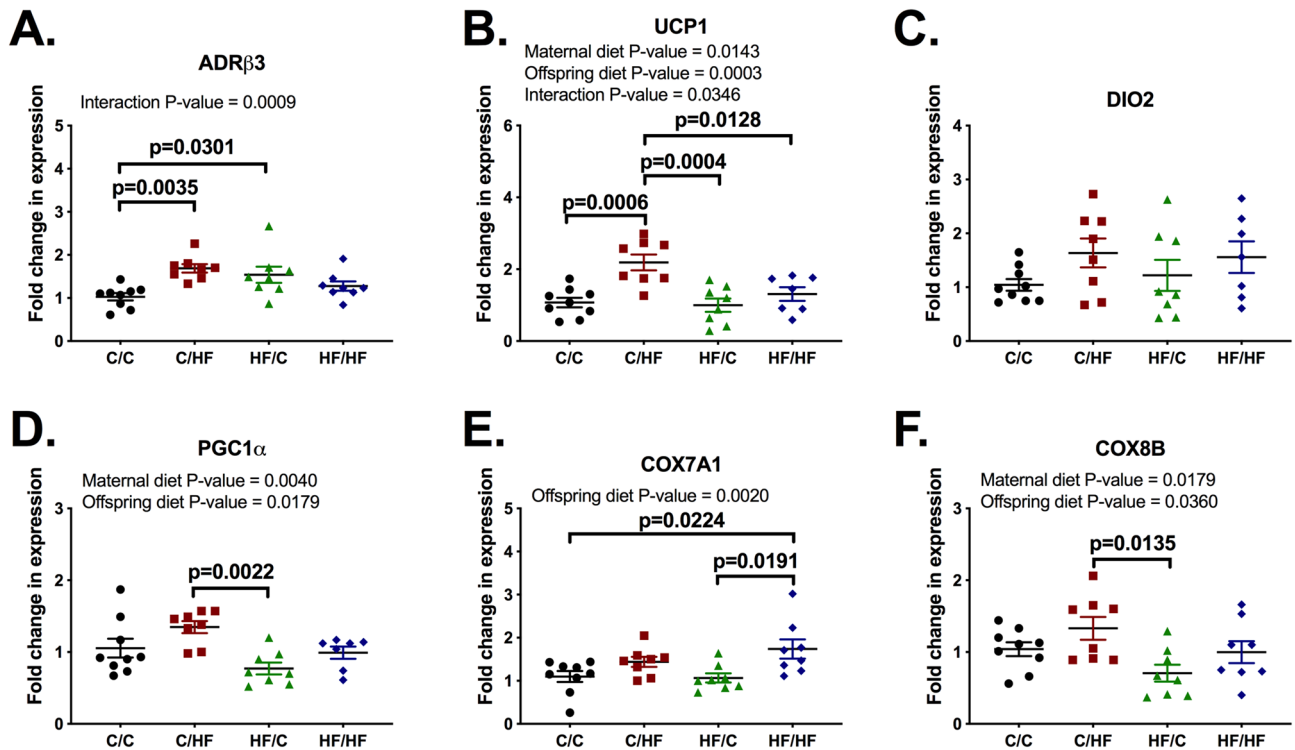 A.
ADRβ3
Interaction P-value = 0.0009
Fold change in expression
5
4
3
2
1
0
p=0.0301
p=0.0035
C/C
C/HF
HF/C
HF/HF
B.
UCP1
Maternal diet P-value = 0.0143
Offspring diet P-value = 0.0003
Interaction P-value = 0.0346
Fold change in expression
6
4
2
0
p=0.0128
p=0.0004
p=0.0006
C/C
C/HF
HF/C
HF/HF
C.
DIO2
Fold change in expression
4
3
2
1
0
C/C
C/HF
HF/C
HF/HF
D.
PGC1α
Maternal diet P-value = 0.0040
Offspring diet P-value = 0.0179
Fold change in expression
3
2
1
0
p=0.0022
C/C
C/HF
HF/C
HF/HF
E.
COX7A1
Offspring diet P-value = 0.0020
Fold change in expression
5
4
3
2
1
0
p=0.0224
p=0.0191
C/C
C/HF
HF/C
HF/HF
F.
COX8B
Maternal diet P-value = 0.0179
Offspring diet P-value = 0.0360
Fold change in expression
3
2
1
0
p=0.0135
C/C
C/HF
HF/C
HF/HF